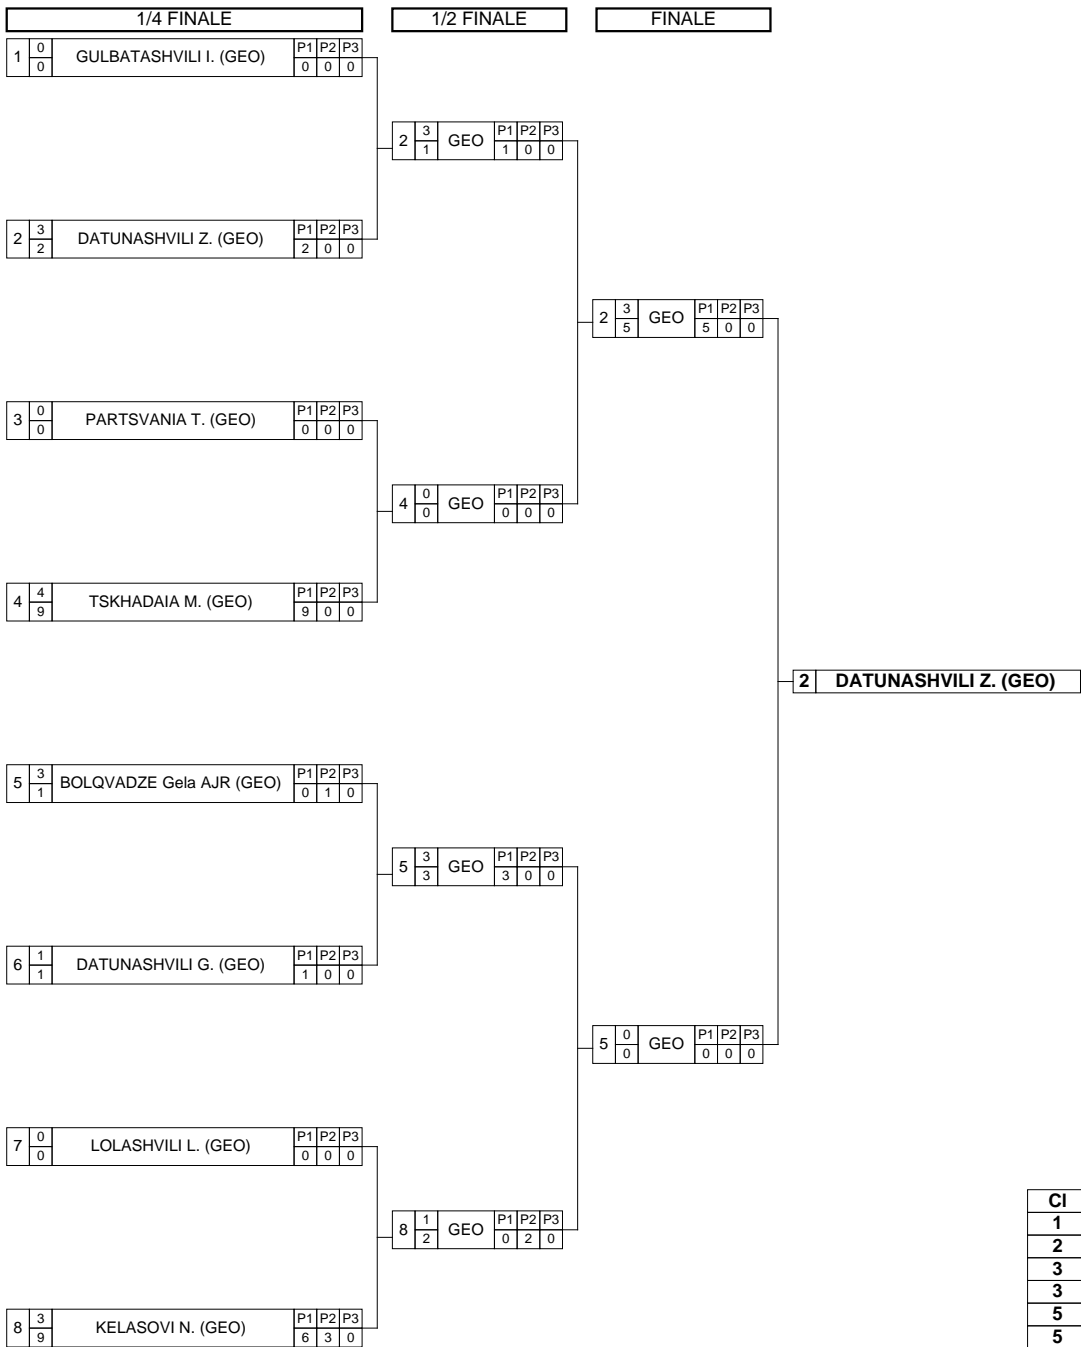 1/4 FINALE 1/2 FINALE FINALE
1 0 GULBATASHVILI I. (GEO) P1 P2 P3
0 0 0 0
2 3 GEO P1 P2 P3
1 1 0 0
2 3 DATUNASHVILI Z. (GEO) P1 P2 P3
2 2 0 0
2 3 GEO P1 P2 P3
5 5 0 0
3 0 PARTSVANIA T. (GEO) P1 P2 P3
0 0 0 0
4 0 GEO P1 P2 P3
0 0 0 0
4 4 TSKHADAIA M. (GEO) P1 P2 P3
9 9 0 0
2 DATUNASHVILI Z. (GEO)
5 3 BOLQVADZE Gela AJR (GEO) P1 P2 P3
1 0 1 0
5 3 GEO P1 P2 P3
3 3 0 0
6 1 DATUNASHVILI G. (GEO) P1 P2 P3
1 1 0 0
5 0 GEO P1 P2 P3
0 0 0 0
7 0 LOLASHVILI L. (GEO) P1 P2 P3
0 0 0 0
8 1 GEO P1 P2 P3
2 0 2 0
8 3 KELASOVI N. (GEO) P1 P2 P3
9 6 3 0
Cl
1
2
3
3
5
5